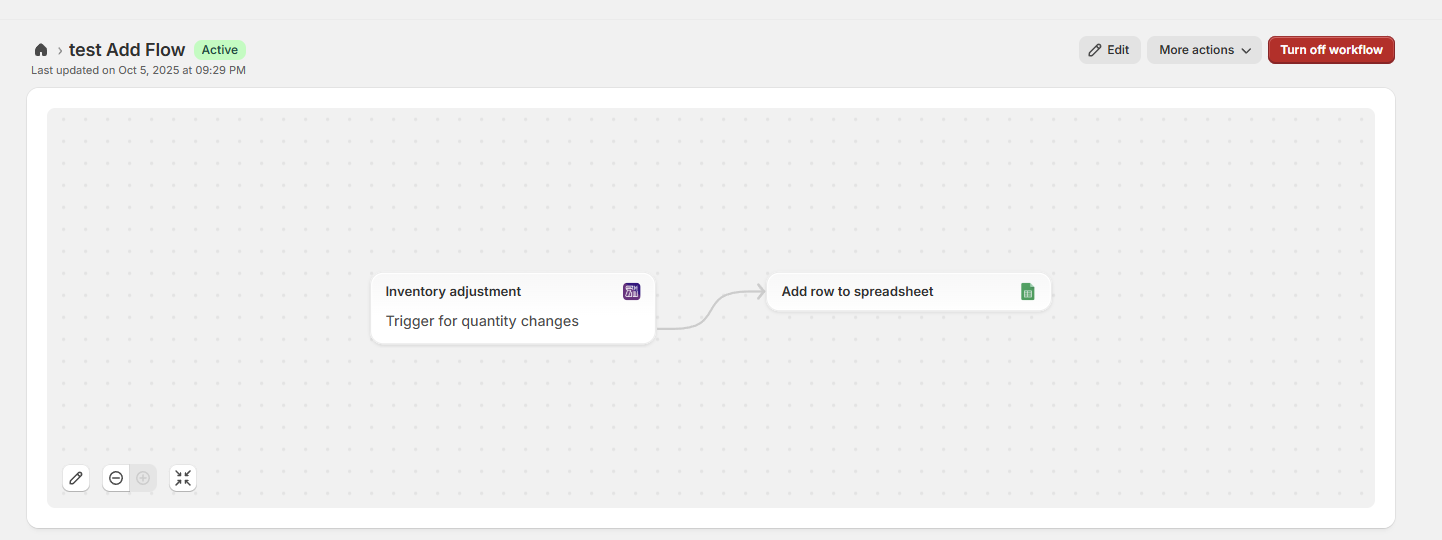 test Add Flow Active
Last updated on Oct 5, 2025 at 09:29 PM
Edit
More actions
Turn off workflow
Inventory adjustment
Trigger for quantity changes
Add row to spreadsheet